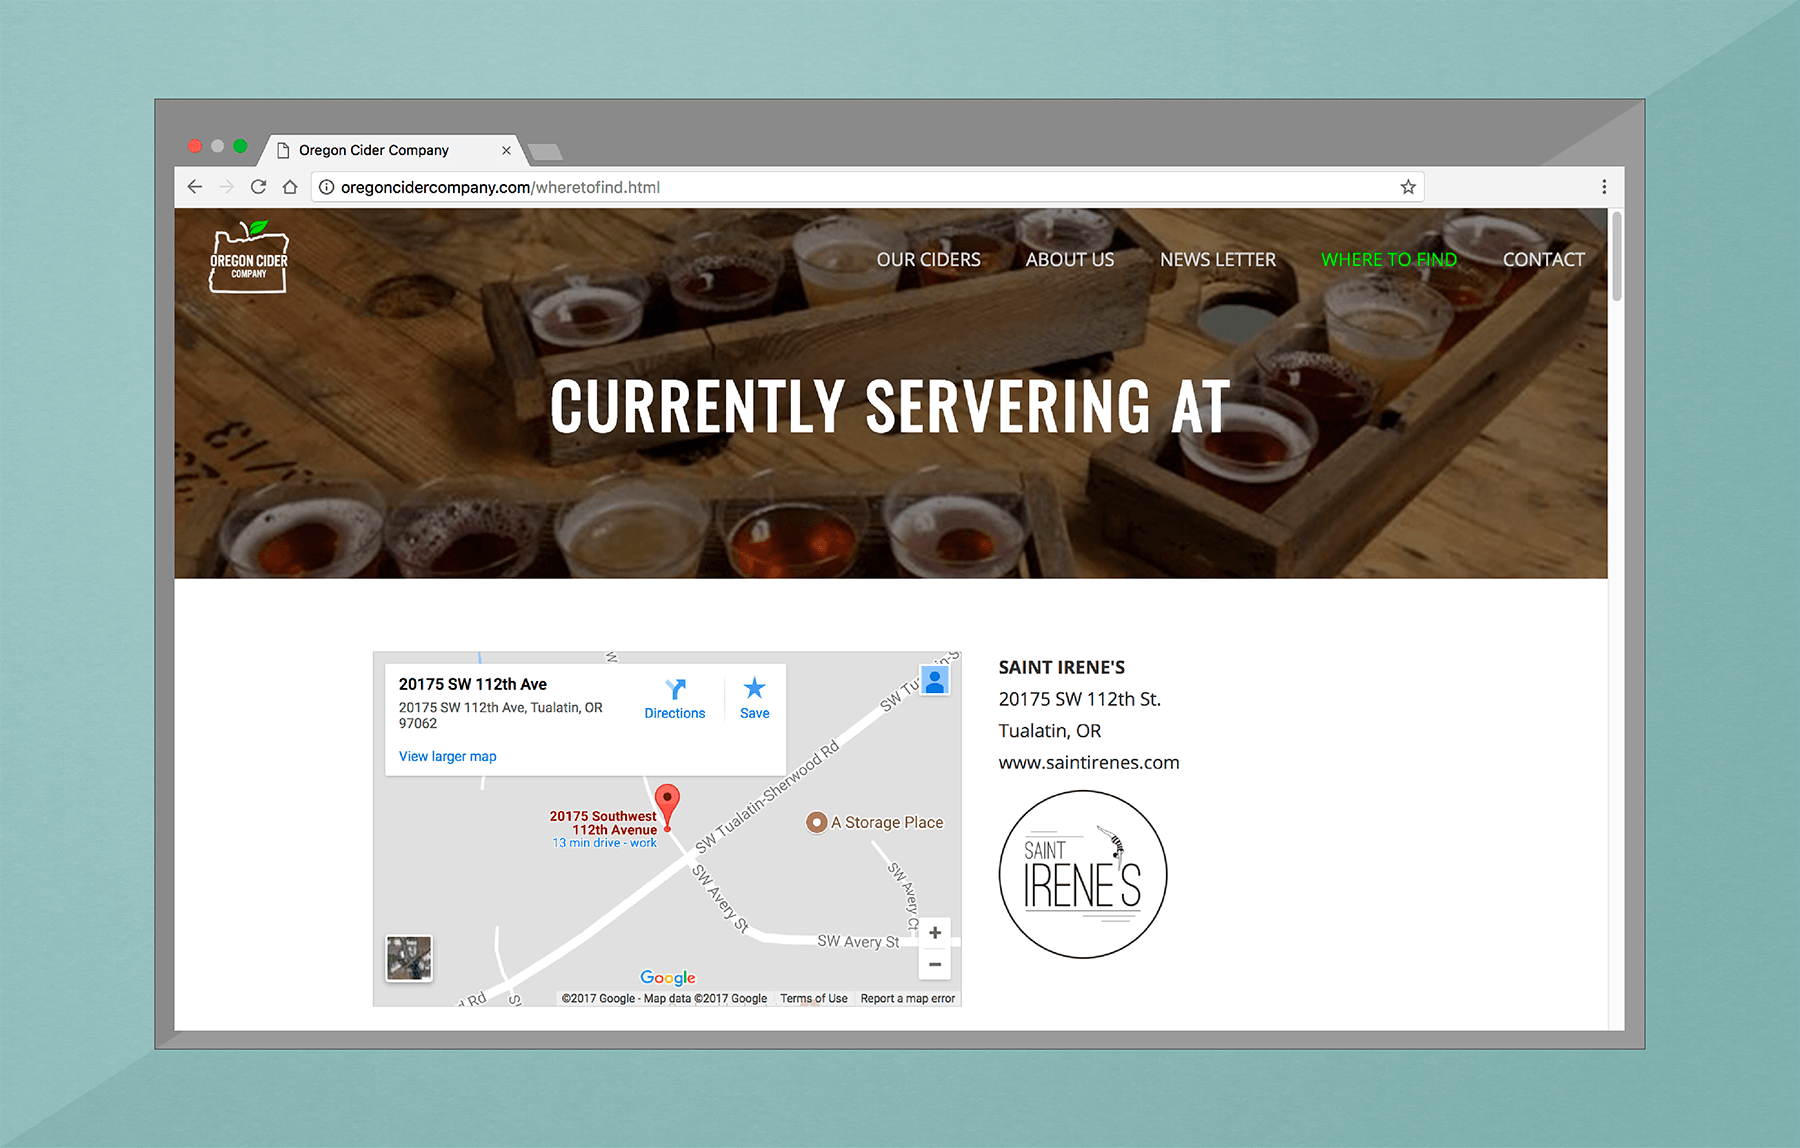 Oregon Cider Company
oregoncidercompany.com/wheretofind.html
OREGON CIDER
COMPANY
OUR CIDERS
ABOUT US
NEWS LETTER
WHERE TO FIND
CONTACT
CURRENTLY SERVERING AT
20175 SW 112th Ave
20175 SW 112th Ave, Tualatin, OR
97062
View larger map
Directions
Save
SW Tualatin-Sherwood Rd
20175 Southwest
112th Avenue
13 min drive - work
A Storage Place
SW Avery St
SW Avery Ct
SW Avery St
Rd
Google
©2017 Google - Map data ©2017 Google
Terms of Use
Report a map error
SAINT IRENE'S
20175 SW 112th St.
Tualatin, OR
www.saintirenes.com
SAINT
IRENE'S